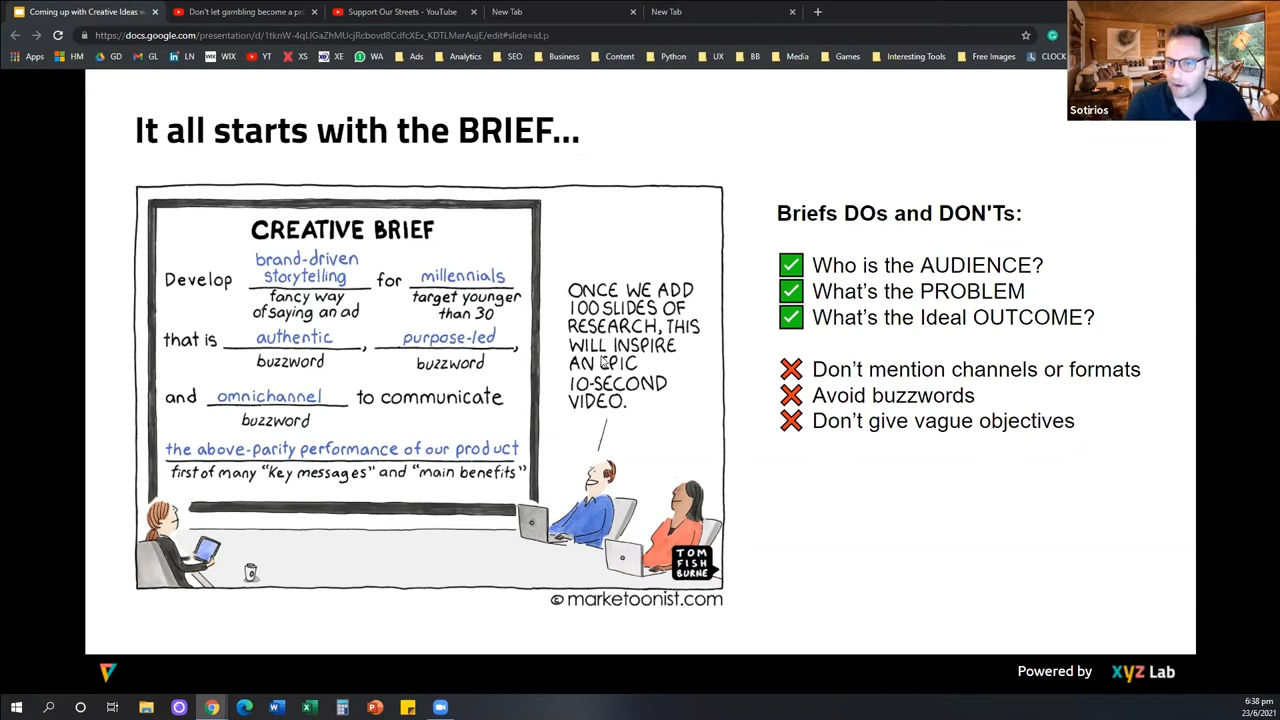 Coming up with Creative Ideas w
Don't let gambling become a pr
Support Our Streets - YouTube
New Tab
New Tab
https://docs.google.com/presentation/d/1tknW-4qLIGaZhMUcjRcbovd8CdfcXEx_KDTLMerAujE/edit#slide=id.p
Apps
HM
GD
GL
LN
WIX
YT
XS
XE
WA
Ads
Analytics
SEO
Business
Content
Python
UX
BB
Media
Games
Interesting Tools
Free Images
CLOCK
Sotirios
It all starts with the BRIEF...
CREATIVE BRIEF
brand-driven
Develop storytelling for millennials
fancy way of saying an ad
target younger than 30
that is authentic, purpose-led,
buzzword buzzword
and omnichannel to communicate
buzzword
the above-parity performance of our product
first of many "key messages" and "main benefits"
ONCE WE ADD
100 SLIDES OF
RESEARCH, THIS
WILL INSPIRE
AN EPIC
10-SECOND
VIDEO.
TOM
FISH
BURNE
© marketoonist.com
Briefs DOs and DON'Ts:
Who is the AUDIENCE?
What's the PROBLEM
What's the Ideal OUTCOME?
Don't mention channels or formats
Avoid buzzwords
Don't give vague objectives
Powered by XYZ Lab
6:38 pm
23/6/2021